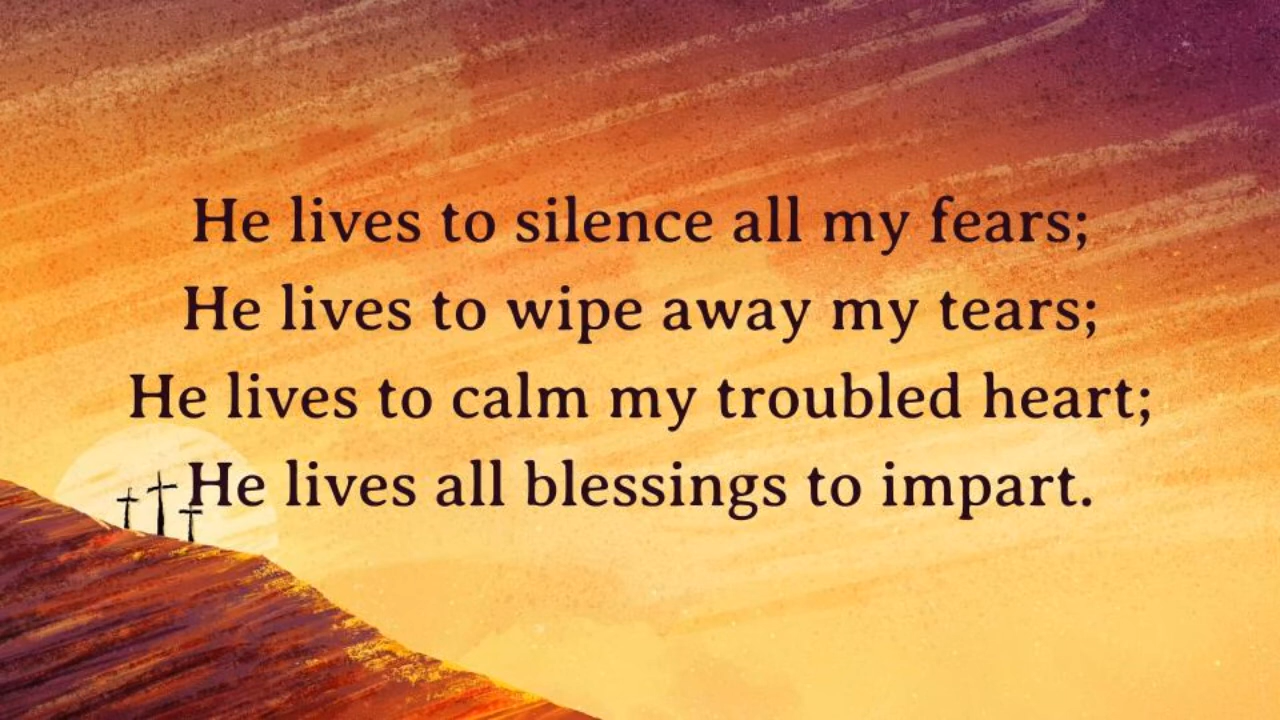 He lives to silence all my fears;
He lives to wipe away my tears;
He lives to calm my troubled heart;
He lives all blessings to impart.